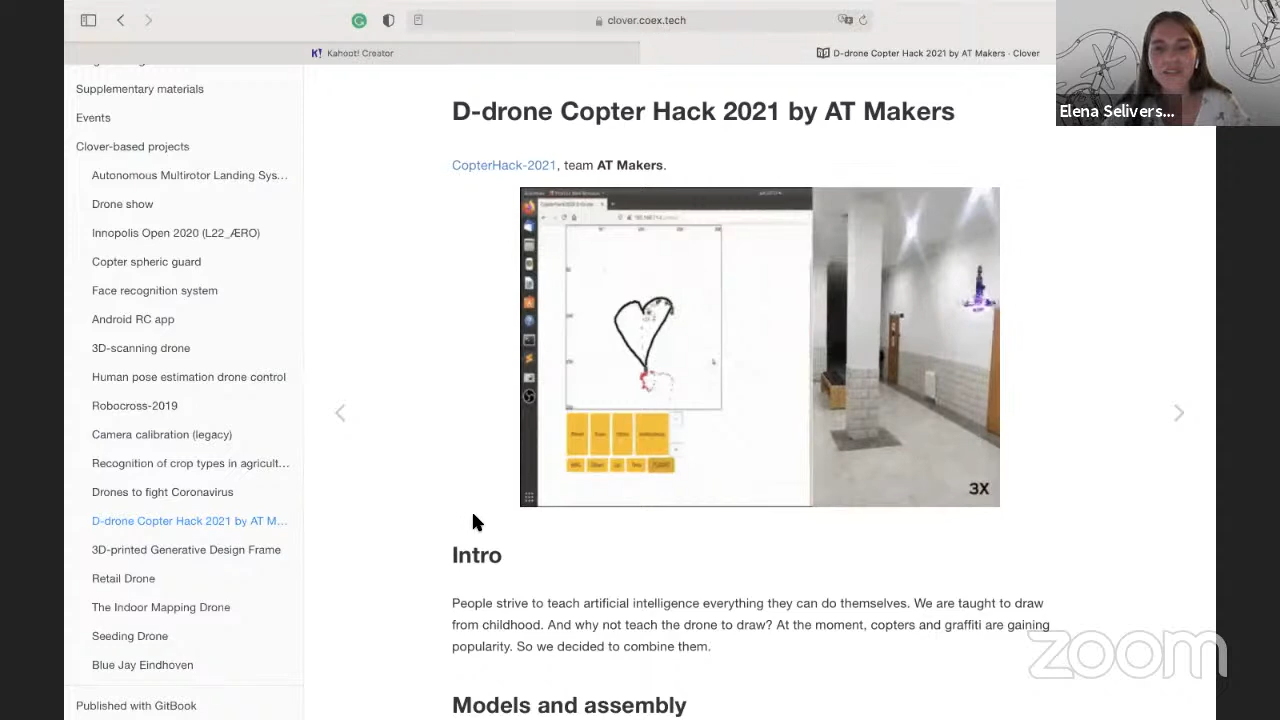 clover.coex.tech
Kahoot! Creator
D-drone Copter Hack 2021 by AT Makers · Clover
Elena Selivers...
Supplementary materials
Events
Clover-based projects
Autonomous Multirotor Landing Sys...
Drone show
Innopolis Open 2020 (L22_ÆRO)
Copter spheric guard
Face recognition system
Android RC app
3D-scanning drone
Human pose estimation drone control
Robocross-2019
Camera calibration (legacy)
Recognition of crop types in agricult...
Drones to fight Coronavirus
D-drone Copter Hack 2021 by AT M...
3D-printed Generative Design Frame
Retail Drone
The Indoor Mapping Drone
Seeding Drone
Blue Jay Eindhoven
Published with GitBook
D-drone Copter Hack 2021 by AT Makers
CopterHack-2021, team AT Makers.
3X
Intro
People strive to teach artificial intelligence everything they can do themselves. We are taught to draw
from childhood. And why not teach the drone to draw? At the moment, copters and graffiti are gaining
popularity. So we decided to combine them.
Models and assembly
zoom